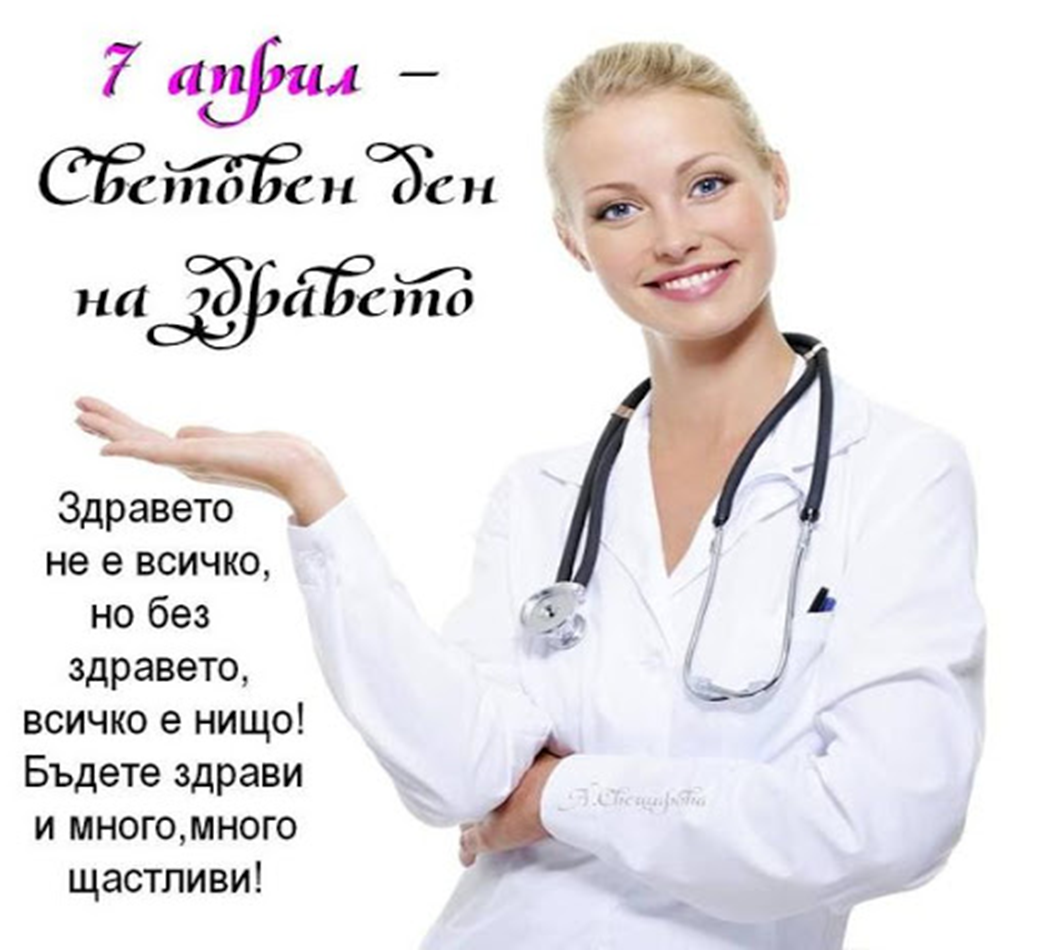 7 април –
Световен ден
на здравето
Здравето
не е всичко,
но без
здравето,
всичко е нищо!
Бъдете здрави
и много,много
щастливи!